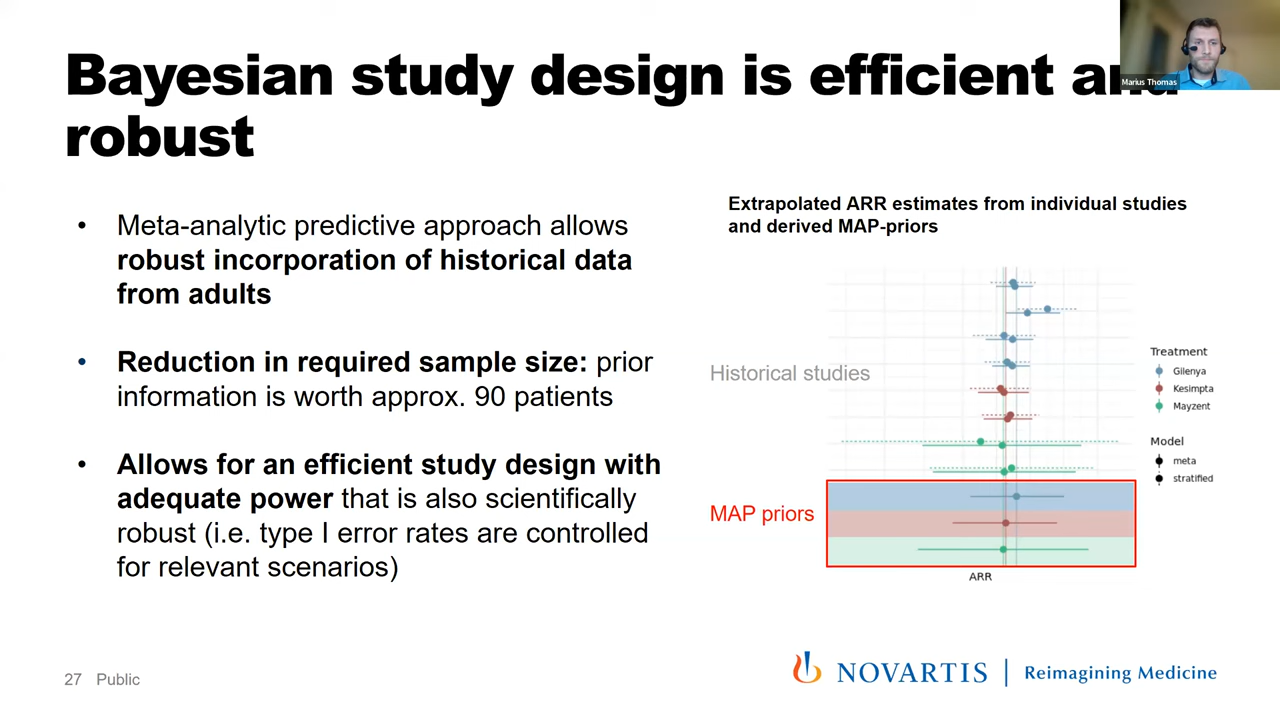 Bayesian study design is efficient and
robust
Marius Thomas
• Meta-analytic predictive approach allows
robust incorporation of historical data
from adults
• Reduction in required sample size: prior
information is worth approx. 90 patients
• Allows for an efficient study design with
adequate power that is also scientifically
robust (i.e. type I error rates are controlled
for relevant scenarios)
Extrapolated ARR estimates from individual studies
and derived MAP-priors
Historical studies
MAP priors
ARR
Treatment
Gilenya
Kesimpta
Mayzent
Model
meta
stratified
27 Public
NOVARTIS | Reimagining Medicine